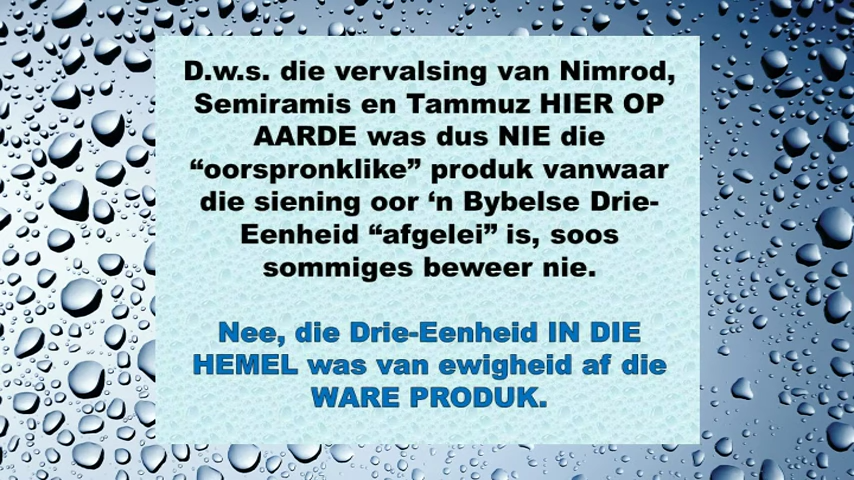 D.w.s. die vervalsing van Nimrod,
Semiramis en Tammuz HIER OP
AARDE was dus NIE die
“oorspronklike” produk vanwaar
die siening oor ‘n Bybelse Drie-
Eenheid “afgelei” is, soos
sommiges beweer nie.
Nee, die Drie-Eenheid IN DIE
HEMEL was van ewigheid af die
WARE PRODUK.